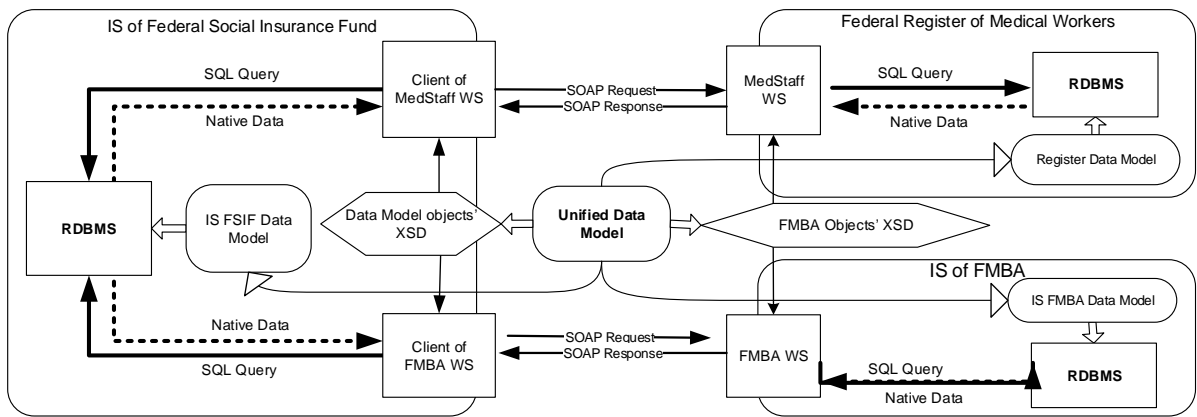 IS of Federal Social Insurance Fund
Federal Register of Medical Workers
SQL Query
Native Data
Client of
MedStaff WS
SOAP Request
SOAP Response
MedStaff
WS
SQL Query
Native Data
RDBMS
Register Data Model
RDBMS
IS FSIF Data
Model
Data Model objects'
XSD
Unified Data
Model
FMBA Objects' XSD
IS of FMBA
IS FMBA Data Model
Native Data
SQL Query
Client of
FMBA WS
SOAP Request
SOAP Response
FMBA WS
SQL Query
Native Data
RDBMS